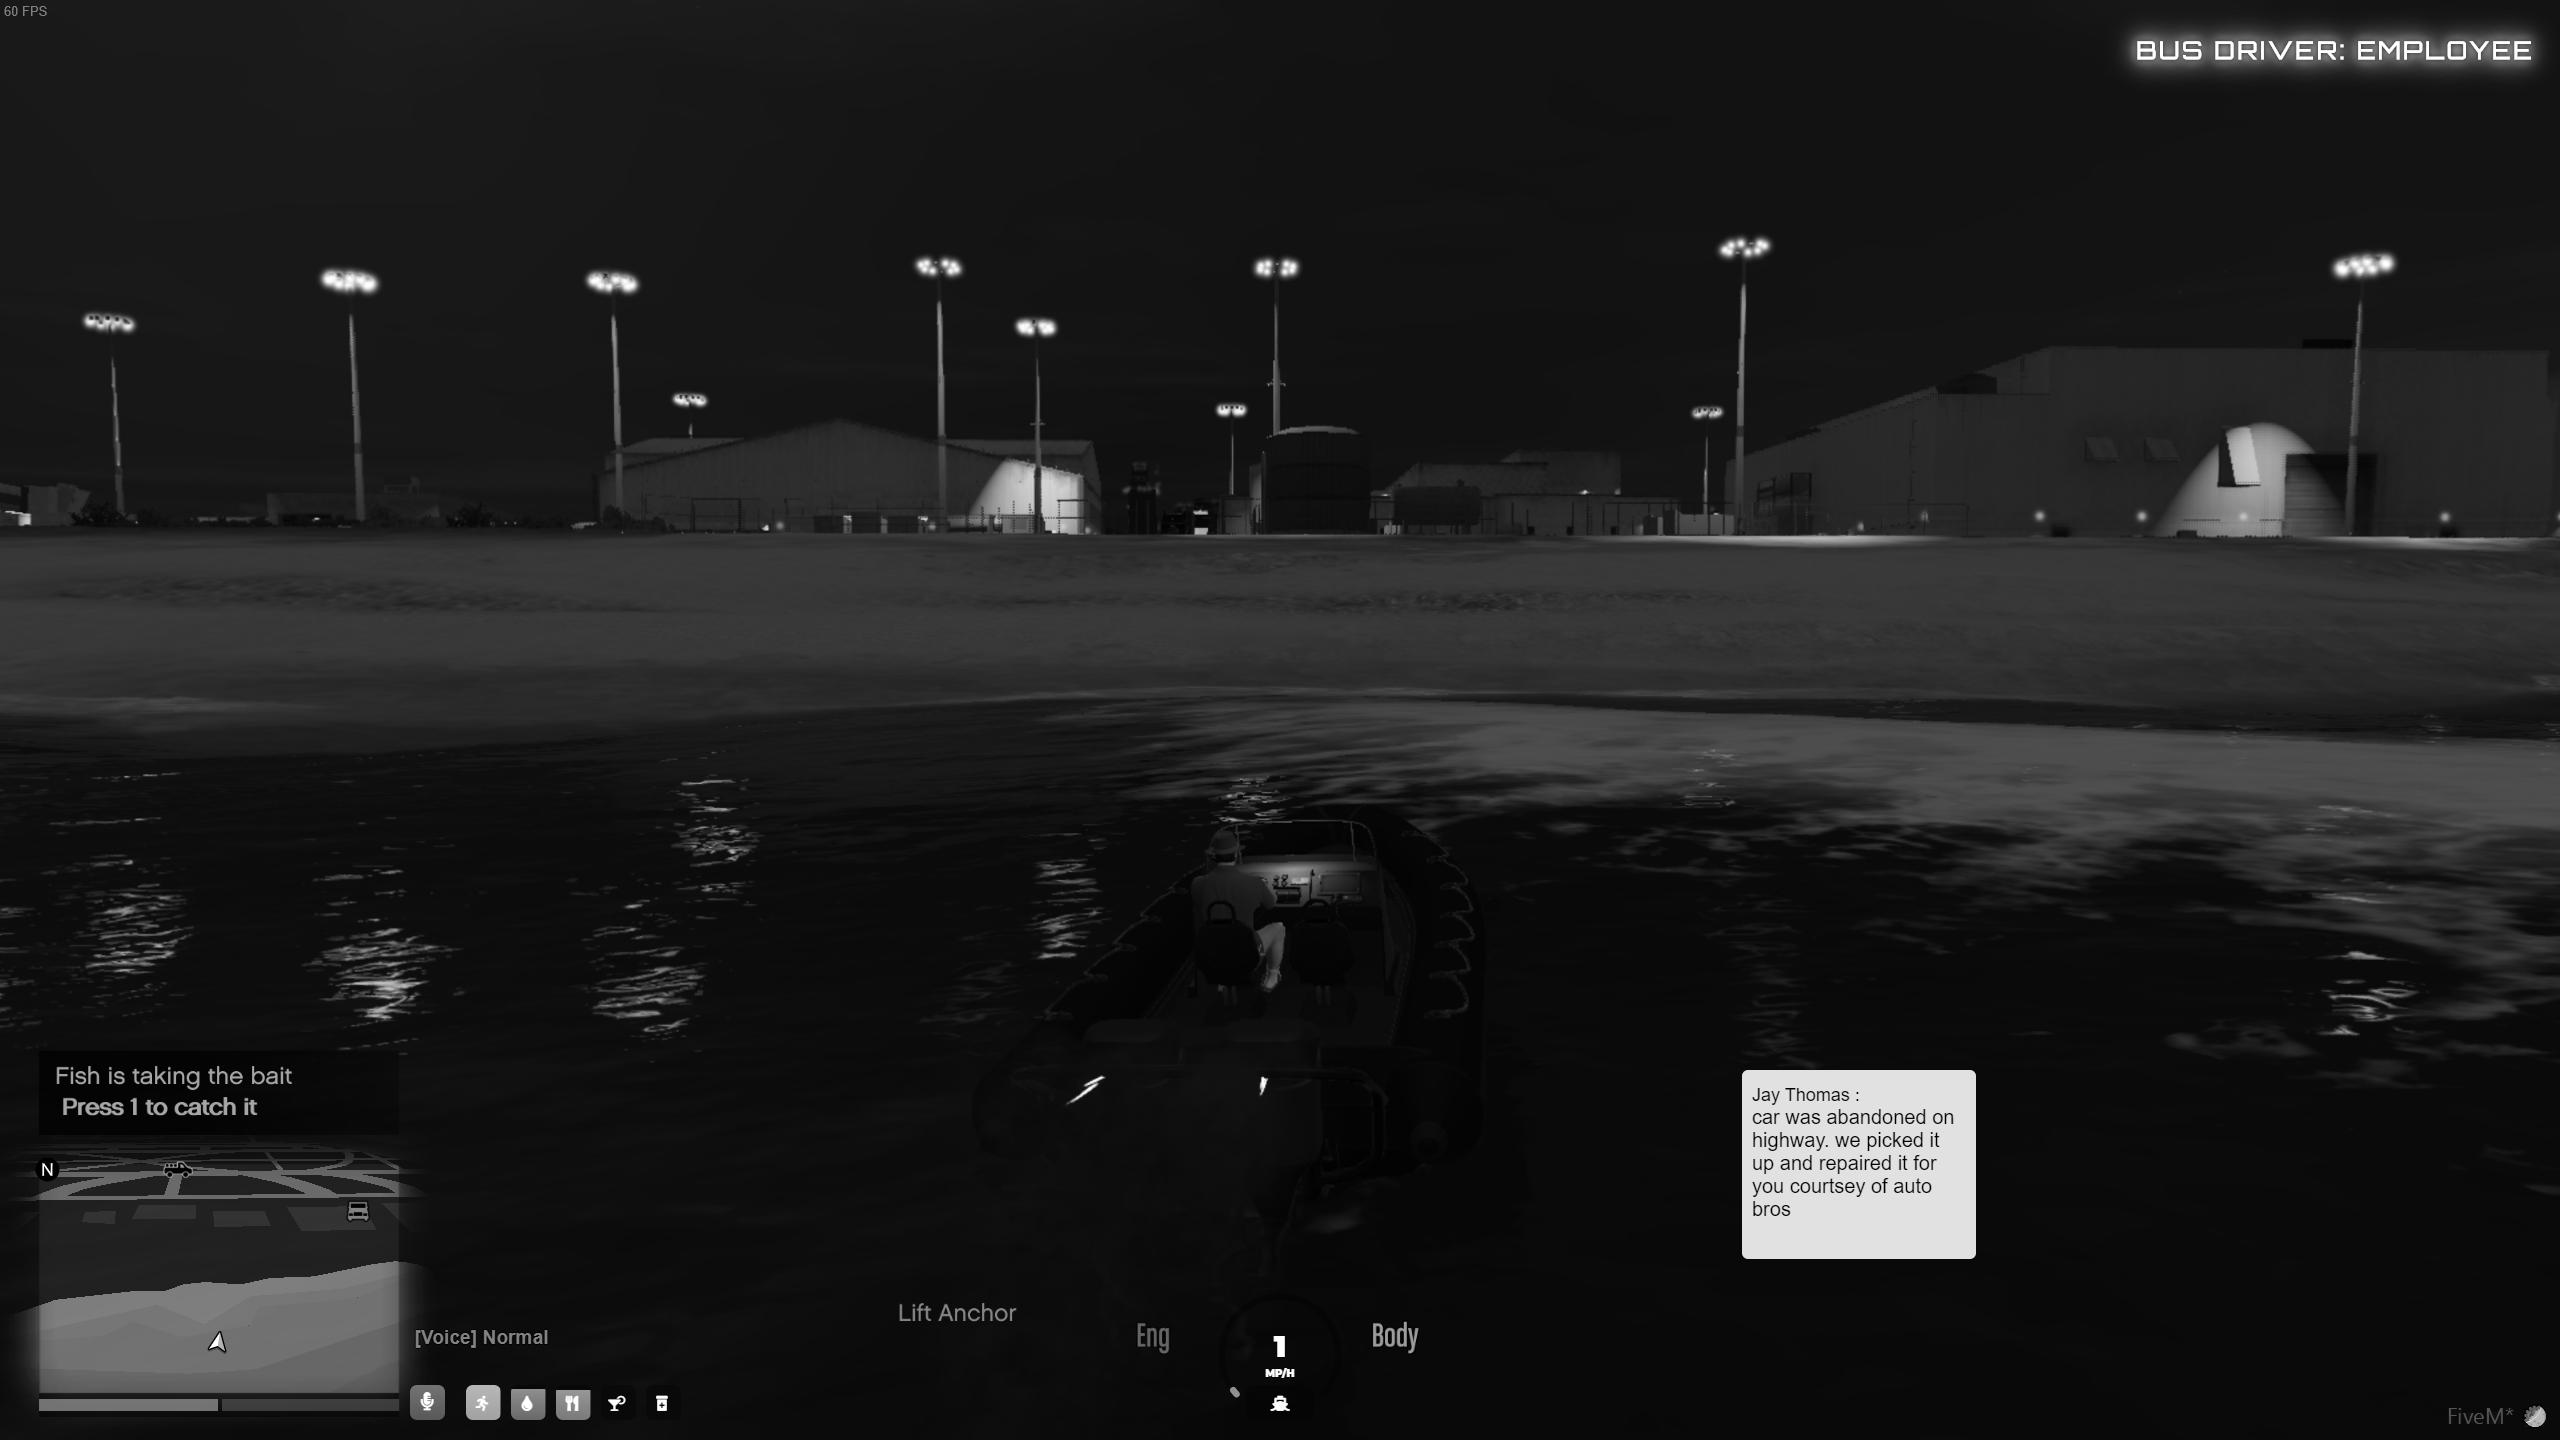 60 FPS
BUS DRIVER: EMPLOYEE
Fish is taking the bait
Press 1 to catch it
N
Jay Thomas :
car was abandoned on
highway. we picked it
up and repaired it for
you courtsey of auto
bros
Lift Anchor
[Voice] Normal
Eng
1
MP/H
Body
FiveM*